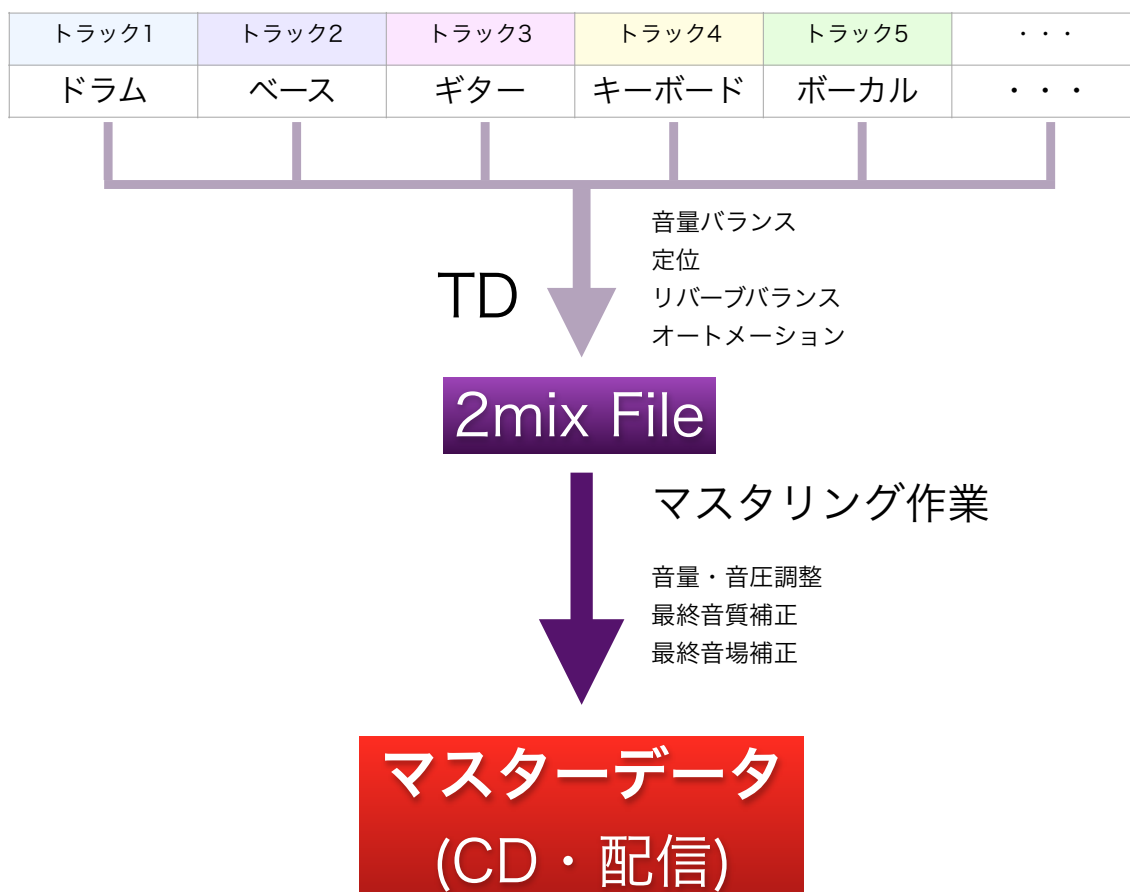 トラック1 トラック2 トラック3 トラック4 トラック5 ・・・
ドラム ベース ギター キーボード ボーカル ・・・
音量バランス
定位
リバーブバランス
オートメーション
TD
2mix File
マスタリング作業
音量・音圧調整
最終音質補正
最終音場補正
マスターデータ
(CD・配信)